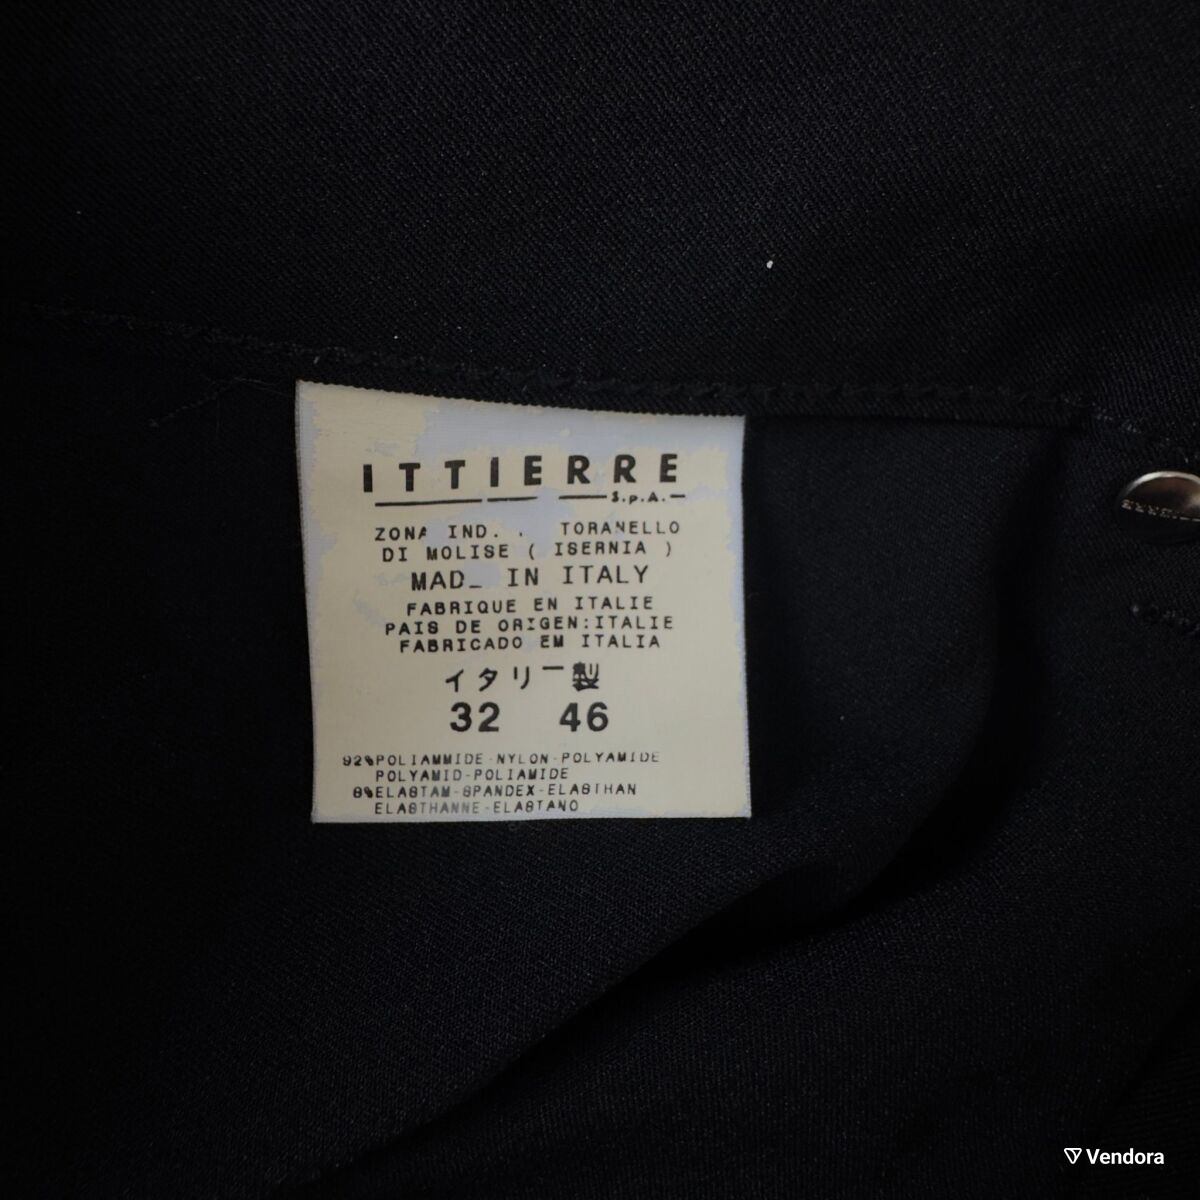 ITTIERRE
S.p.A.
ZONA IND. . TORANELLO
DI MOLISE ( ISERNIA )
MAD_ IN ITALY
FABRIQUE EN ITALIE
PAIS DE ORIGEN:ITALIE
FABRICADO EM ITALIA
イタリー製
32 46
92%POLIAMMIDE-NYLON-POLYAMIDE
POLYAMID-POLIAMIDE
8%ELASTAM-SPANDEX-ELASTHAN
ELASTHANNE-ELASTANO
Vendora